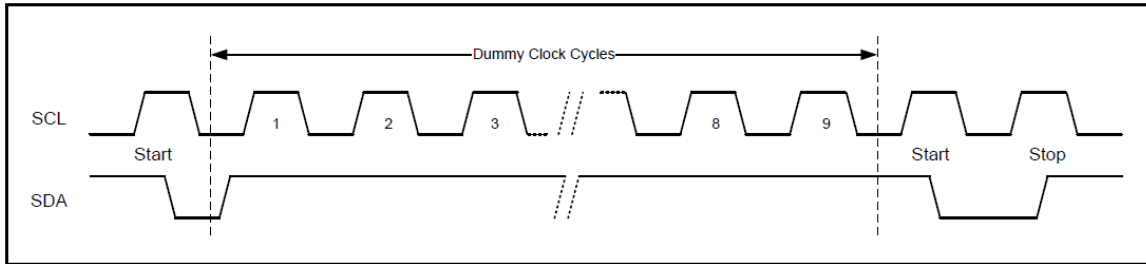 Dummy Clock Cycles
SCL
1 2 3 8 9
Start Start Stop
SDA